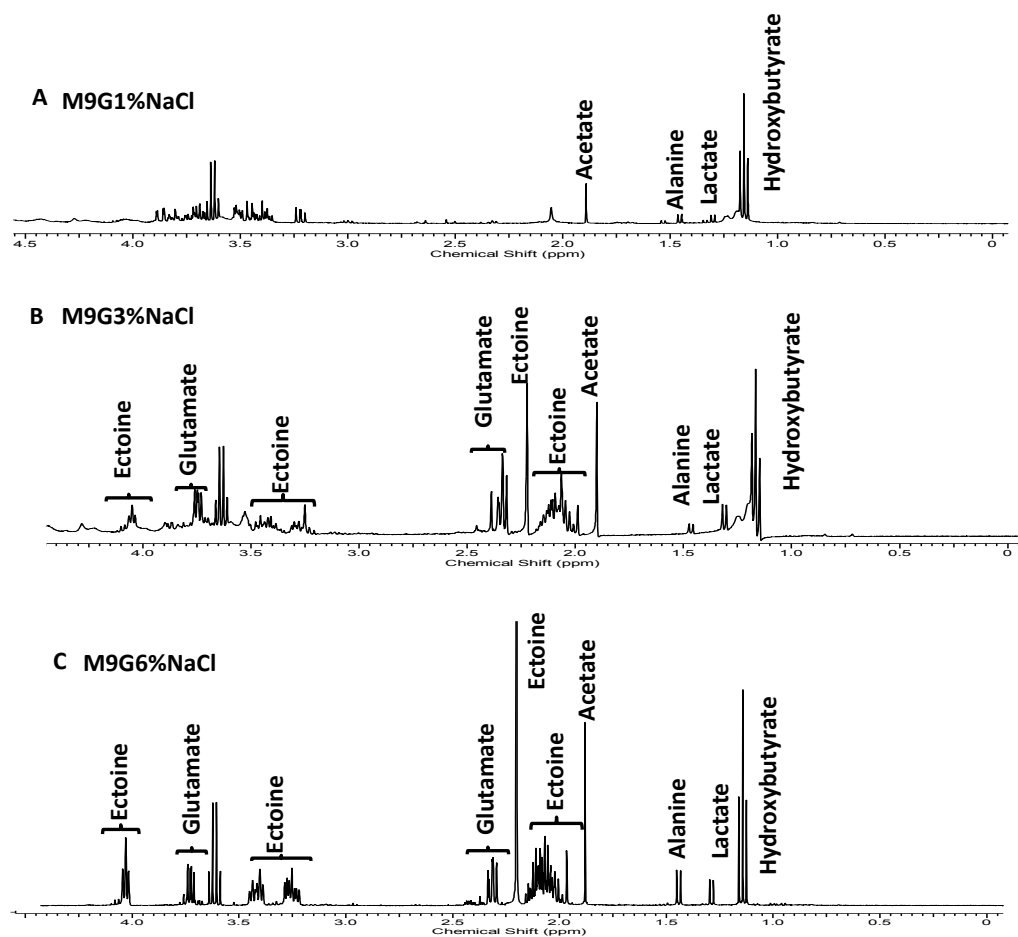 A M9G1%NaCl
Acetate
Alanine
Lactate
Hydroxybutyrate
4.5 4.0 3.5 3.0 2.5 2.0 1.5 1.0 0.5 0
Chemical Shift (ppm)
B M9G3%NaCl
Ectoine
Glutamate
Ectoine
Glutamate
Ectoine
Ectoine
Acetate
Alanine
Lactate
Hydroxybutyrate
4.0 3.5 3.0 2.5 2.0 1.5 1.0 0.5 0
Chemical Shift (ppm)
C M9G6%NaCl
Ectoine
Glutamate
Ectoine
Glutamate
Ectoine
Ectoine
Acetate
Alanine
Lactate
Hydroxybutyrate
4.0 3.5 3.0 2.5 2.0 1.5 1.0 0.5 0
Chemical Shift (ppm)